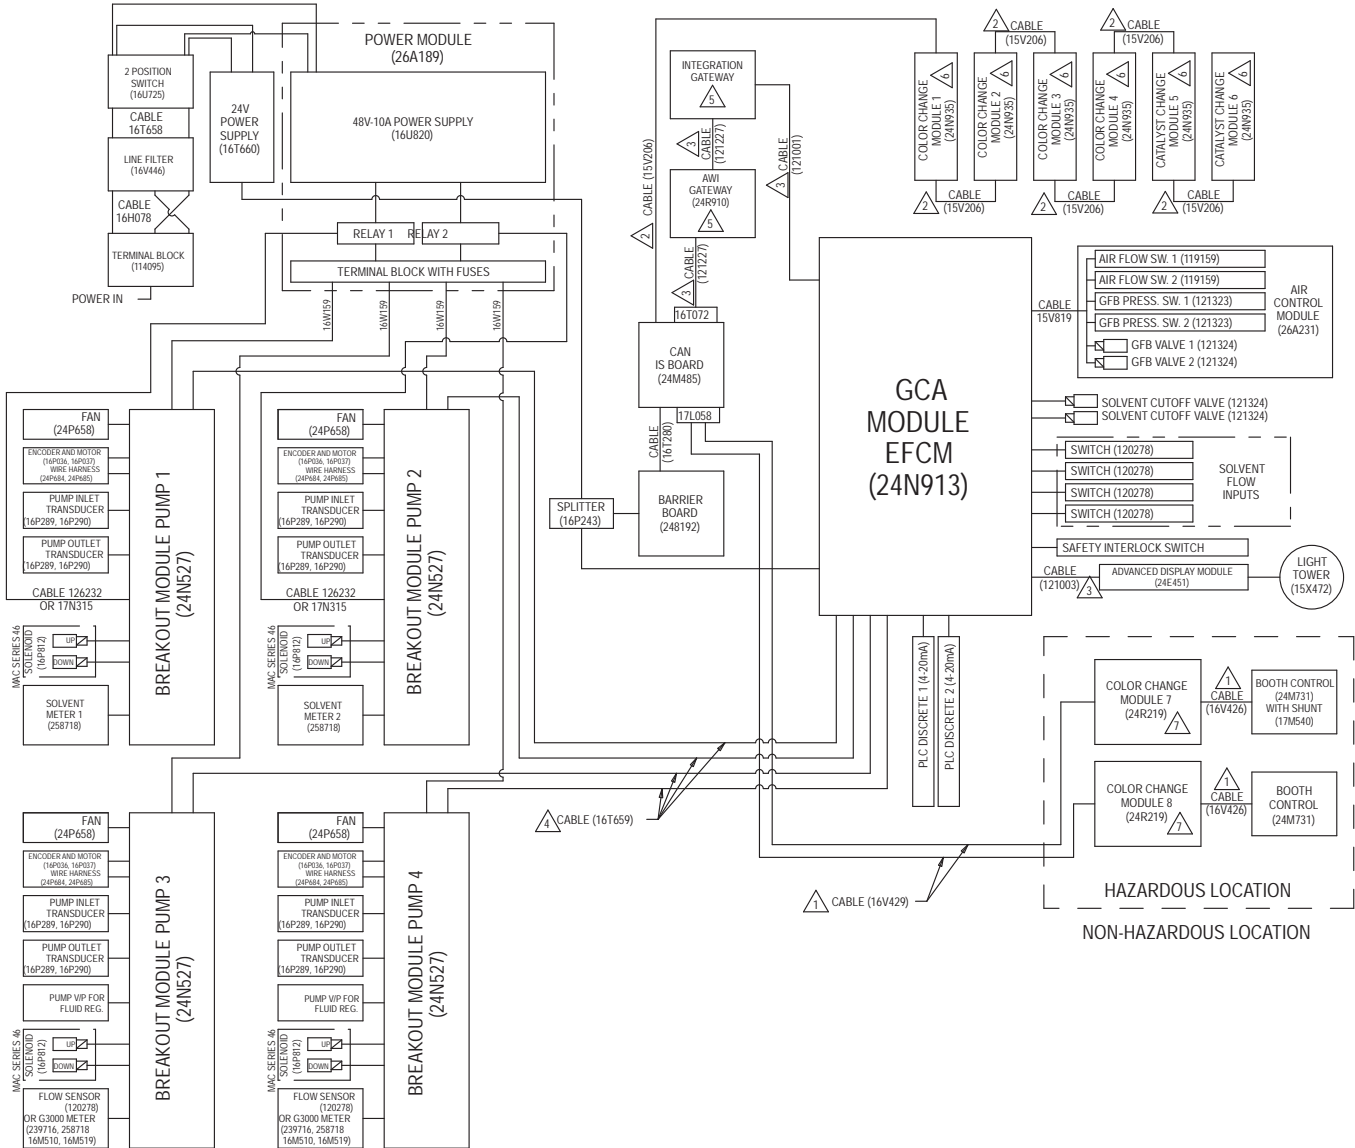 POWER MODULE
(26A189)
2 POSITION
SWITCH
(16U725)
CABLE
16T658
LINE FILTER
(16V446)
CABLE
16H078
TERMINAL BLOCK
(114095)
POWER IN
24V
POWER
SUPPLY
(16T660)
48V-10A POWER SUPPLY
(16U820)
RELAY 1
RELAY 2
TERMINAL BLOCK WITH FUSES
16W159
16W159
16W159
16W159
INTEGRATION
GATEWAY
5
3
CABLE
(121227)
AWI
GATEWAY
(24R910)
5
3
CABLE
(121227)
3
CABLE
(121001)
2
CABLE (15V206)
16T072
CAN
IS BOARD
(24M485)
17L058
CABLE
(16T280)
BARRIER
BOARD
(248192)
SPLITTER
(16P243)
2
CABLE
(15V206)
2
CABLE
(15V206)
COLOR CHANGE
MODULE 1
(24N935)
6
COLOR CHANGE
MODULE 2
(24N935)
6
COLOR CHANGE
MODULE 3
(24N935)
6
COLOR CHANGE
MODULE 4
(24N935)
6
CATALYST CHANGE
MODULE 5
(24N935)
6
CATALYST CHANGE
MODULE 6
(24N935)
6
2
CABLE
(15V206)
2
CABLE
(15V206)
2
CABLE
(15V206)
GCA
MODULE
EFCM
(24N913)
CABLE
15V819
AIR FLOW SW. 1 (119159)
AIR FLOW SW. 2 (119159)
GFB PRESS. SW. 1 (121323)
GFB PRESS. SW. 2 (121323)
GFB VALVE 1 (121324)
GFB VALVE 2 (121324)
AIR
CONTROL
MODULE
(26A231)
SOLVENT CUTOFF VALVE (121324)
SOLVENT CUTOFF VALVE (121324)
SWITCH (120278)
SWITCH (120278)
SWITCH (120278)
SWITCH (120278)
SOLVENT
FLOW
INPUTS
SAFETY INTERLOCK SWITCH
CABLE
(121003)
3
ADVANCED DISPLAY MODULE
(24E451)
LIGHT
TOWER
(15X472)
PLC DISCRETE 1 (4-20mA)
PLC DISCRETE 2 (4-20mA)
COLOR CHANGE
MODULE 7
(24R219)
7
1
CABLE
(16V426)
BOOTH CONTROL
(24M731)
WITH SHUNT
(17M540)
COLOR CHANGE
MODULE 8
(24R219)
7
1
CABLE
(16V426)
BOOTH
CONTROL
(24M731)
HAZARDOUS LOCATION
NON-HAZARDOUS LOCATION
4
CABLE (16T659)
1
CABLE (16V429)
FAN
(24P658)
ENCODER AND MOTOR
(16P036, 16P037)
WIRE HARNESS
(24P684, 24P685)
PUMP INLET
TRANSDUCER
(16P289, 16P290)
PUMP OUTLET
TRANSDUCER
(16P289, 16P290)
CABLE 126232
OR 17N315
MAC SERIES 46
SOLENOID
(16P812)
UP
DOWN
SOLVENT
METER 1
(258718)
BREAKOUT MODULE PUMP 1
(24N527)
FAN
(24P658)
ENCODER AND MOTOR
(16P036, 16P037)
WIRE HARNESS
(24P684, 24P685)
PUMP INLET
TRANSDUCER
(16P289, 16P290)
PUMP OUTLET
TRANSDUCER
(16P289, 16P290)
CABLE 126232
OR 17N315
MAC SERIES 46
SOLENOID
(16P812)
UP
DOWN
SOLVENT
METER 2
(258718)
BREAKOUT MODULE PUMP 2
(24N527)
FAN
(24P658)
ENCODER AND MOTOR
(16P036, 16P037)
WIRE HARNESS
(24P684, 24P685)
PUMP INLET
TRANSDUCER
(16P289, 16P290)
PUMP OUTLET
TRANSDUCER
(16P289, 16P290)
PUMP V/P FOR
FLUID REG.
MAC SERIES 46
SOLENOID
(16P812)
UP
DOWN
FLOW SENSOR
(120278)
OR G3000 METER
(239716, 258718
16M510, 16M519)
BREAKOUT MODULE PUMP 3
(24N527)
FAN
(24P658)
ENCODER AND MOTOR
(16P036, 16P037)
WIRE HARNESS
(24P684, 24P685)
PUMP INLET
TRANSDUCER
(16P289, 16P290)
PUMP OUTLET
TRANSDUCER
(16P289, 16P290)
PUMP V/P FOR
FLUID REG.
MAC SERIES 46
SOLENOID
(16P812)
UP
DOWN
FLOW SENSOR
(120278)
OR G3000 METER
(239716, 258718
16M510, 16M519)
BREAKOUT MODULE PUMP 4
(24N527)